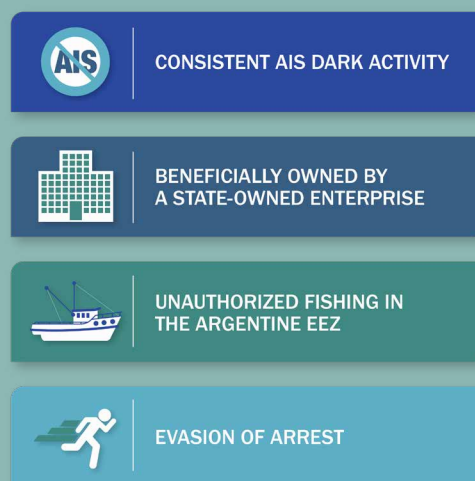 AIS
CONSISTENT AIS DARK ACTIVITY
BENEFICIALLY OWNED BY
A STATE-OWNED ENTERPRISE
UNAUTHORIZED FISHING IN
THE ARGENTINE EEZ
EVASION OF ARREST